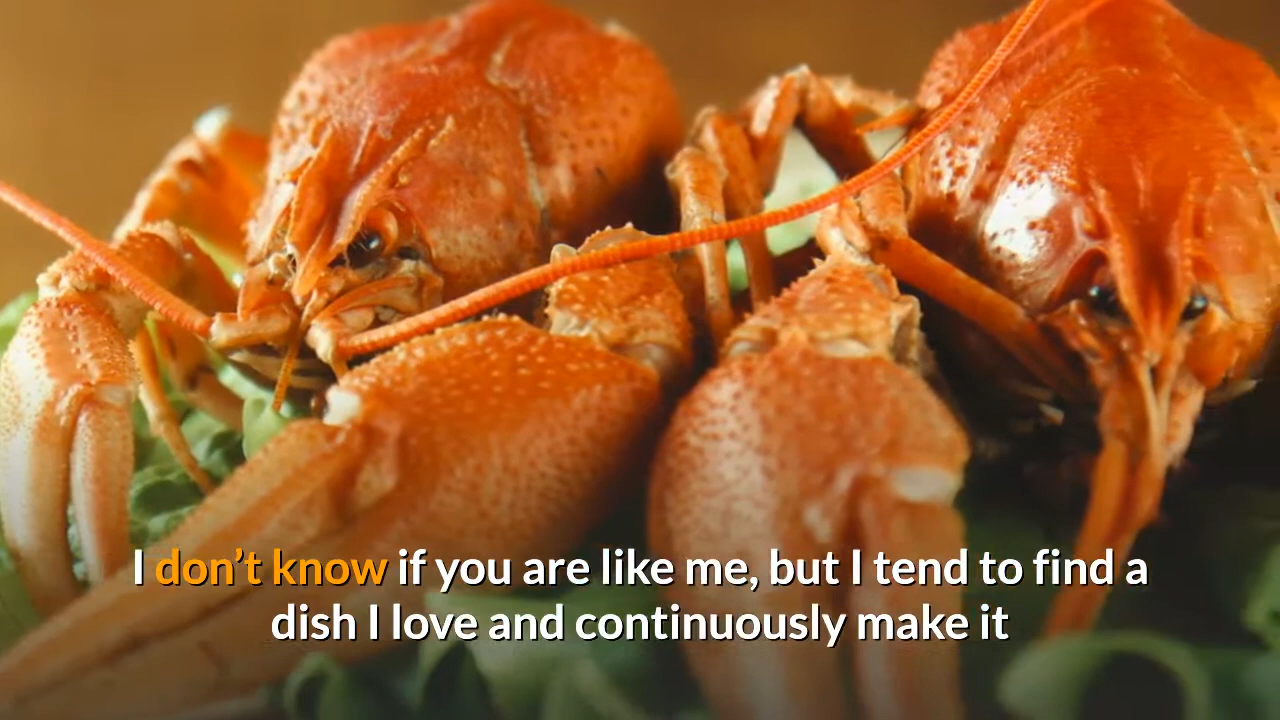 I don’t know if you are like me, but I tend to find a
dish I love and continuously make it